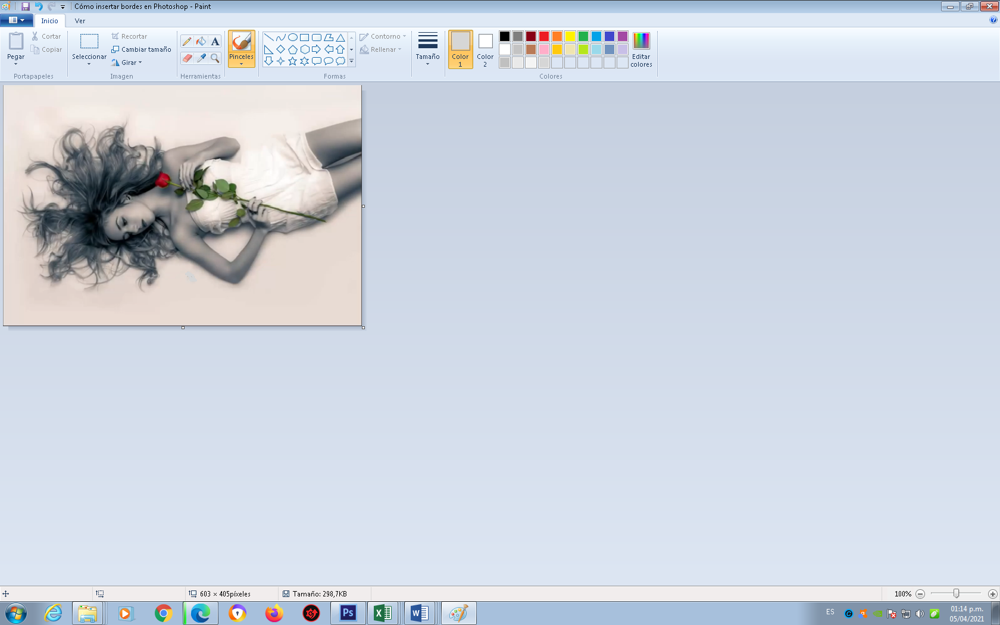 Cómo insertar bordes en Photoshop - Paint
Inicio Ver
Pegar
Cortar
Copiar
Portapapeles
Seleccionar
Recortar
Cambiar tamaño
Girar
Imagen
A
Herramientas
Pinceles
Contorno
Rellenar
Formas
Tamaño
Color
1
Color
2
Editar
colores
Colores
603 × 405píxeles
Tamaño: 298,7KB
100%
Ps
ES
01:14 p.m.
05/04/2021